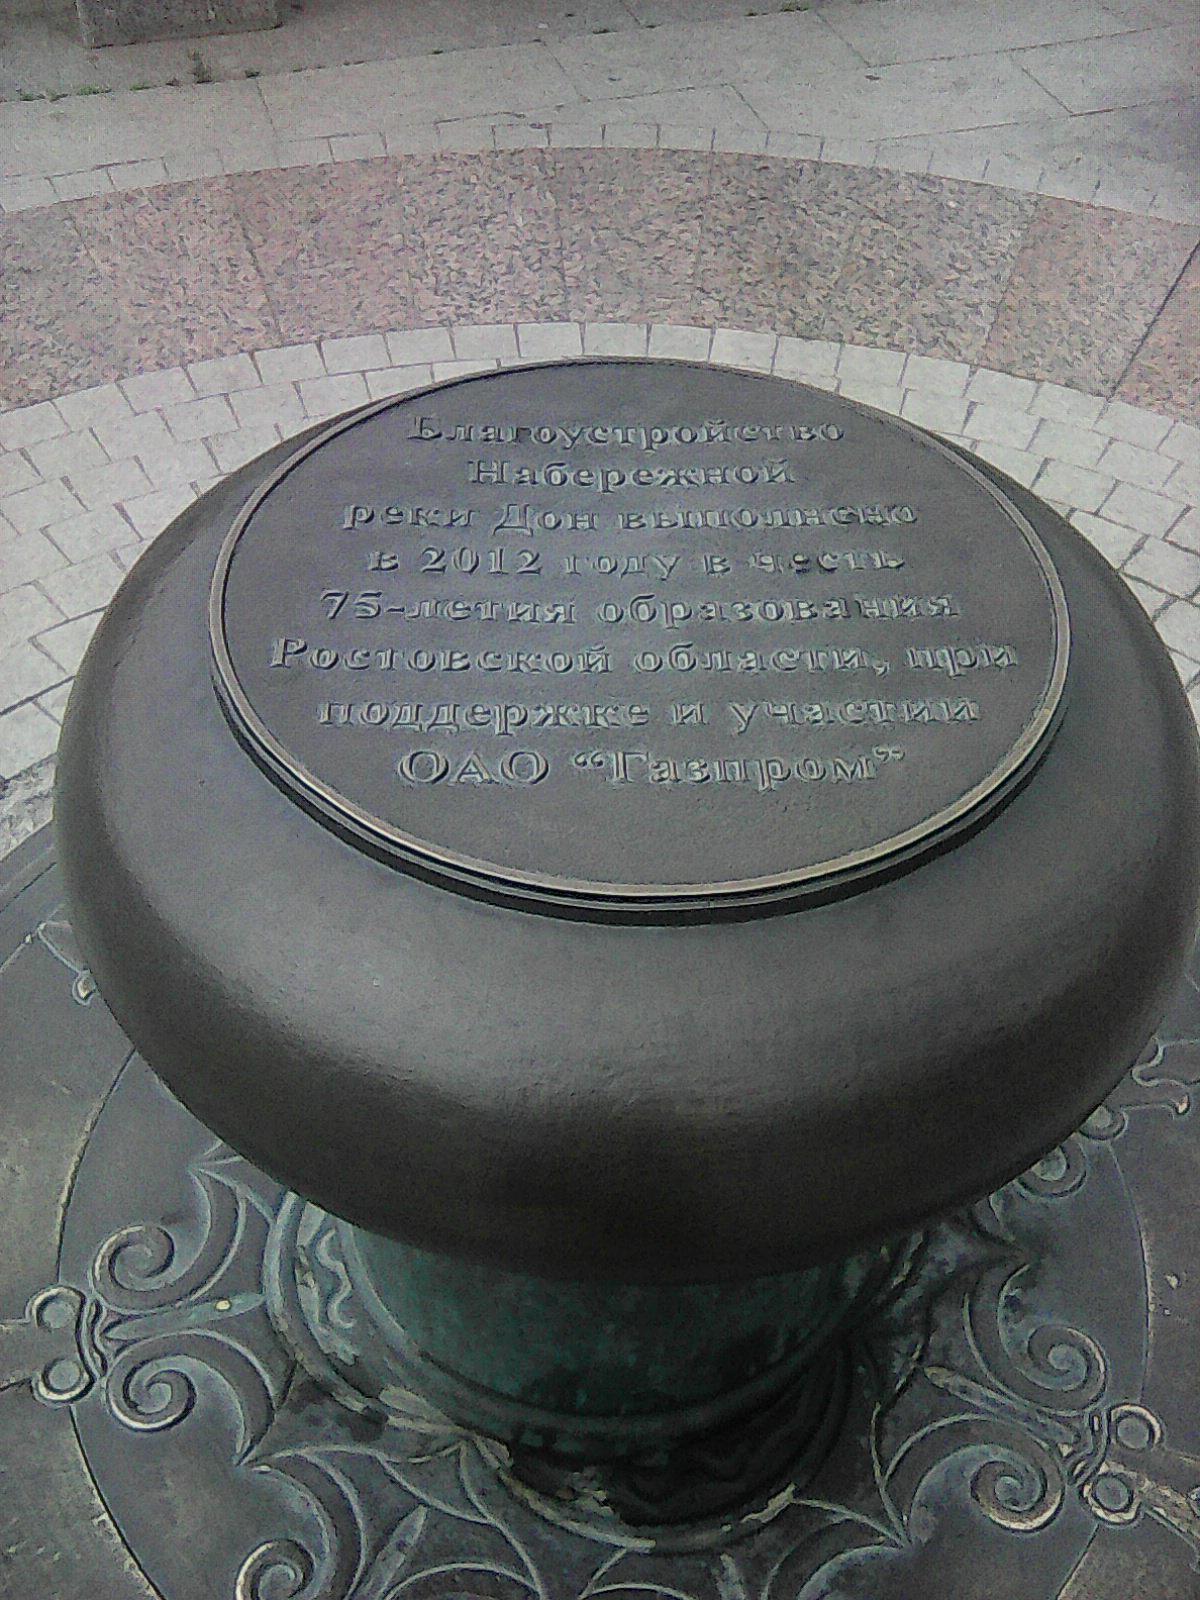 Благоустройство
Набережной
реки Дон выполнено
в 2012 году в честь
75-летия образования
Ростовской области, при
поддержке и участии
ОАО “Газпром”